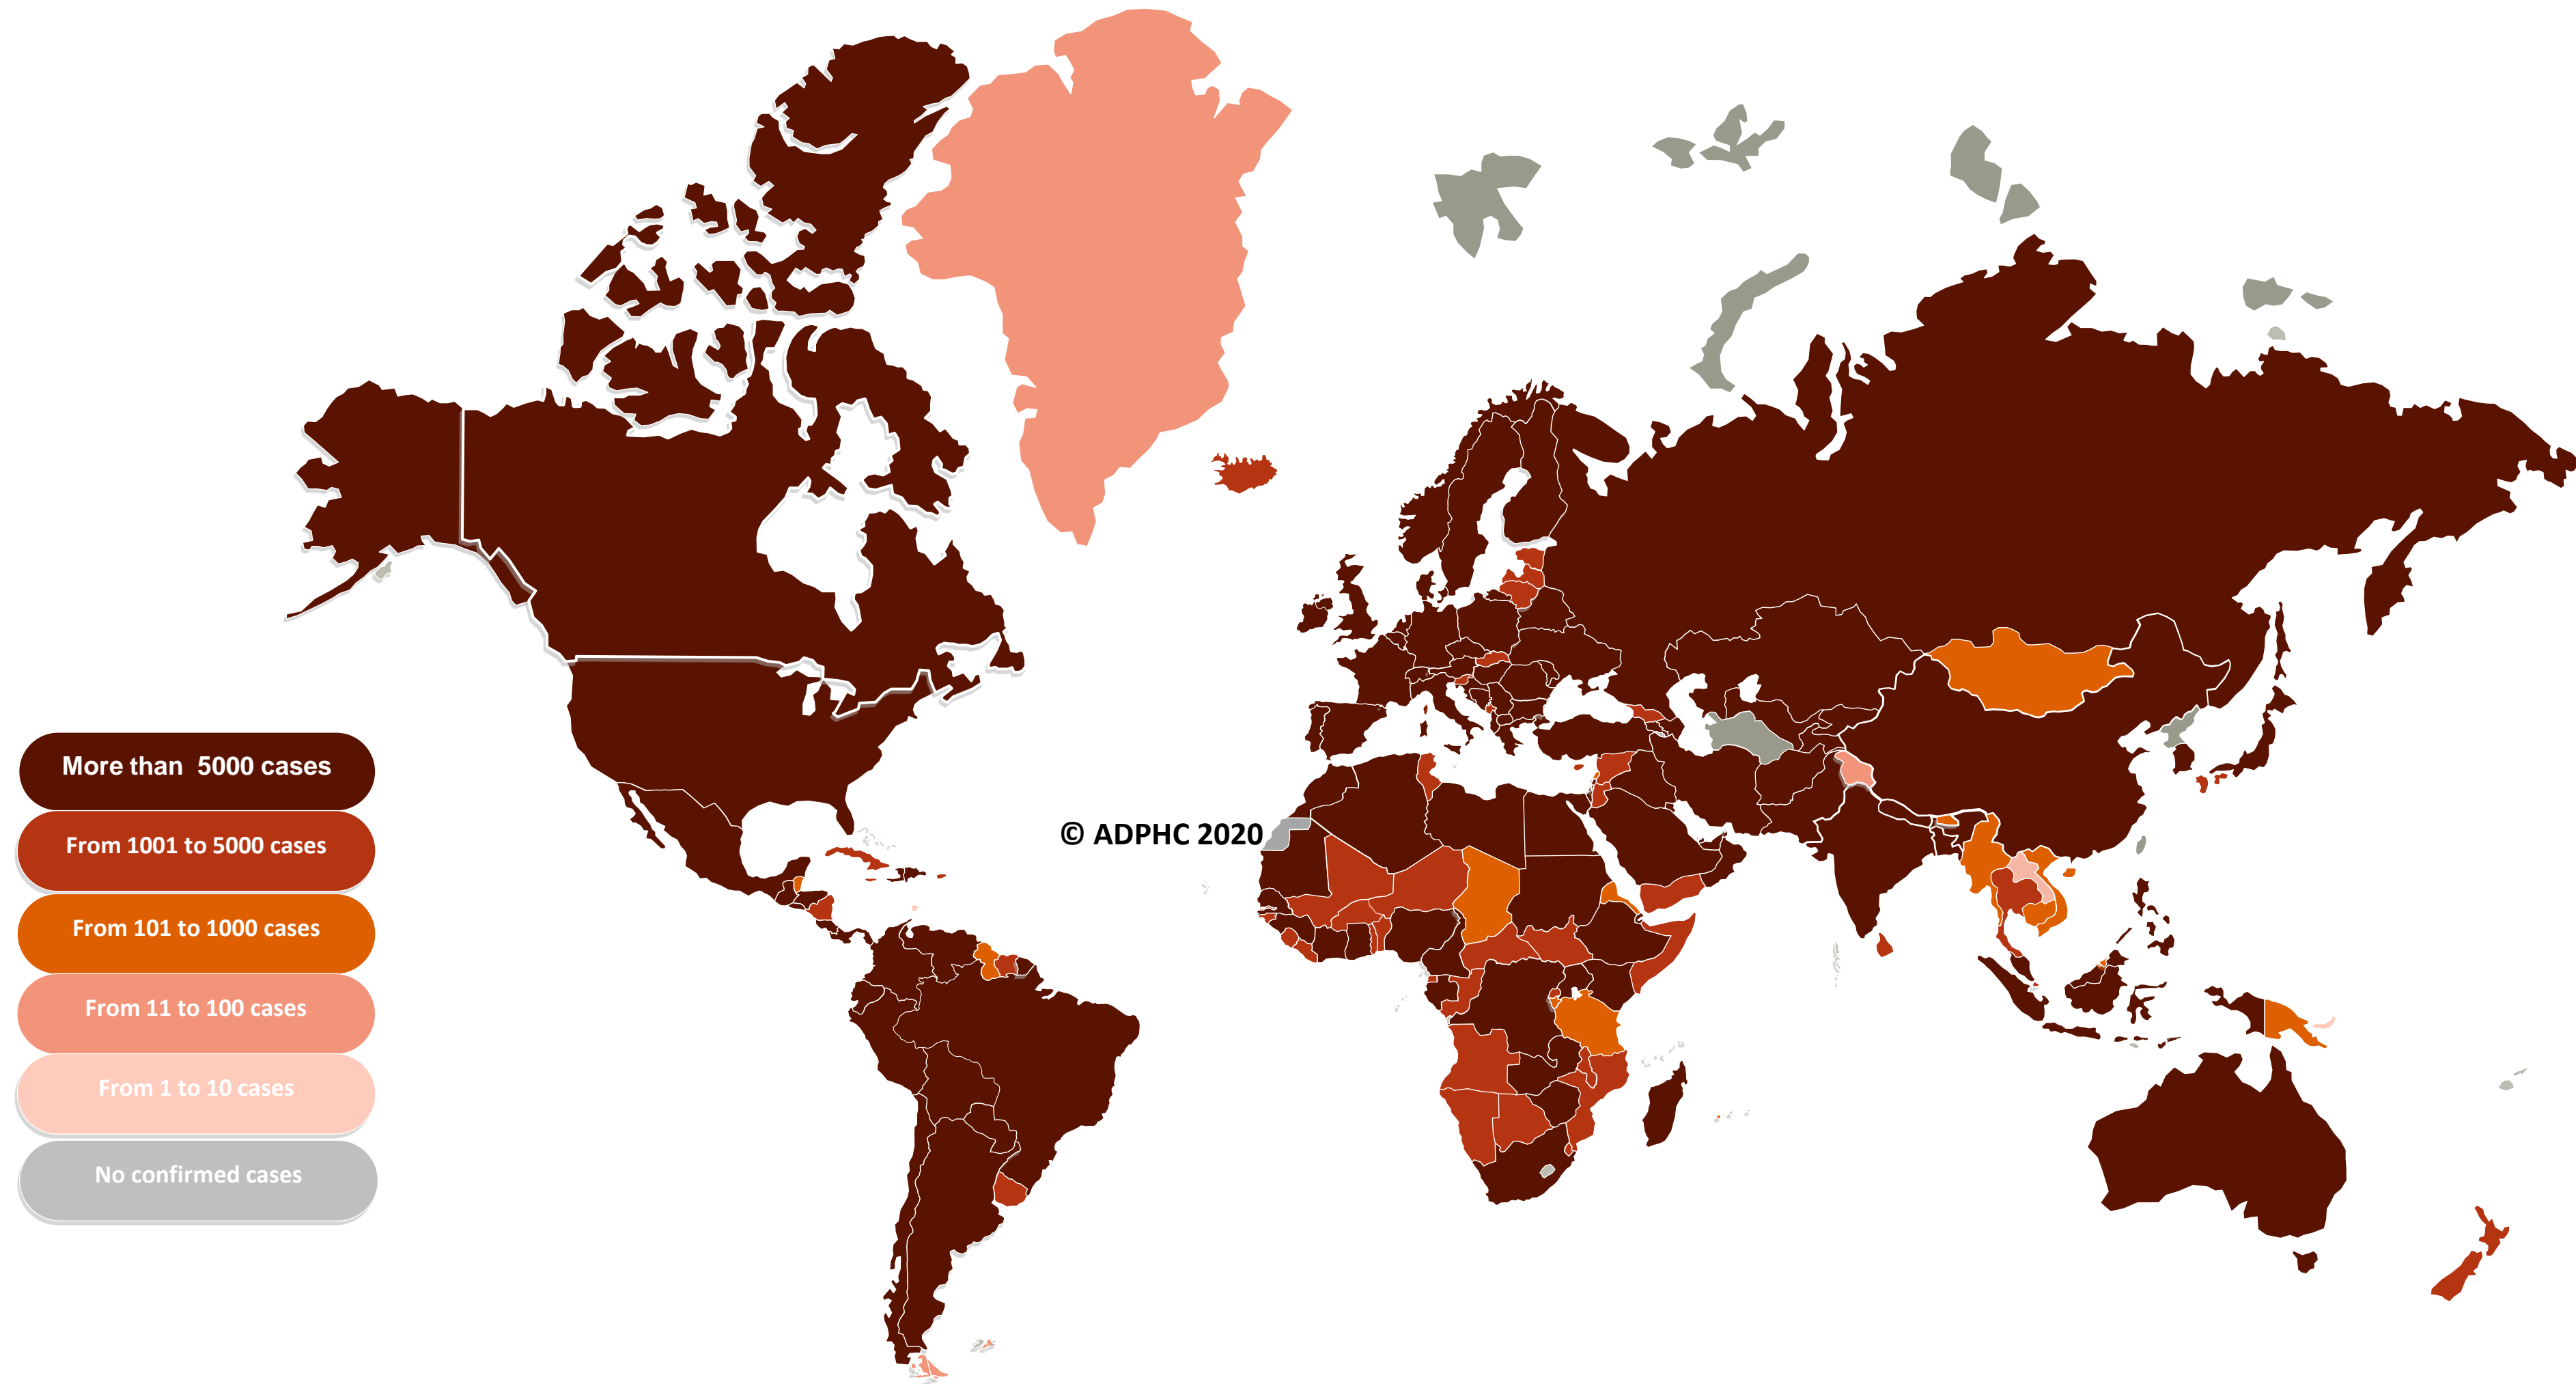 More than  5000 cases
From 1001 to 5000 cases
From 101 to 1000 cases
From 11 to 100 cases
From 1 to 10 cases
No confirmed cases
© ADPHC 2020